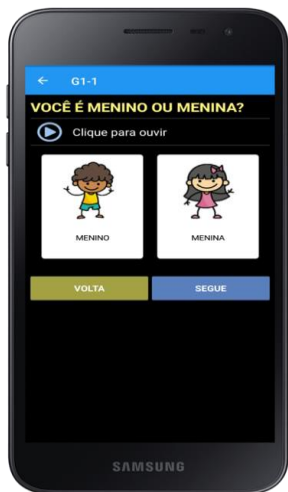 G1-1
VOCÊ É MENINO OU MENINA?
Clique para ouvir
MENINO
MENINA
VOLTA
SEGUE
SAMSUNG